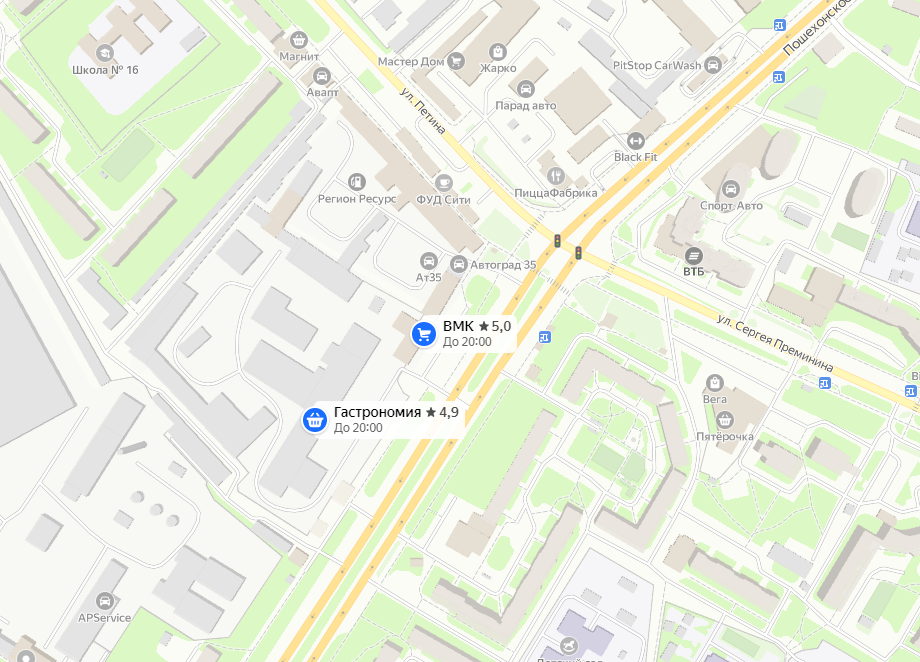 Школа № 16
Магнит
Авапт
Мастер Дом
Жарко
PitStop CarWash
Пошехонское
ул. Петина
Парад авто
Black Fit
Регион Ресурс
ФУД Сити
ПиццаФабрика
Спорт Авто
Ат35
Автоград 35
ВТБ
ВМК ★ 5,0
До 20:00
ул. Сергея Преминина
Вега
Пятёрочка
Гастрономия ★ 4,9
До 20:00
APService